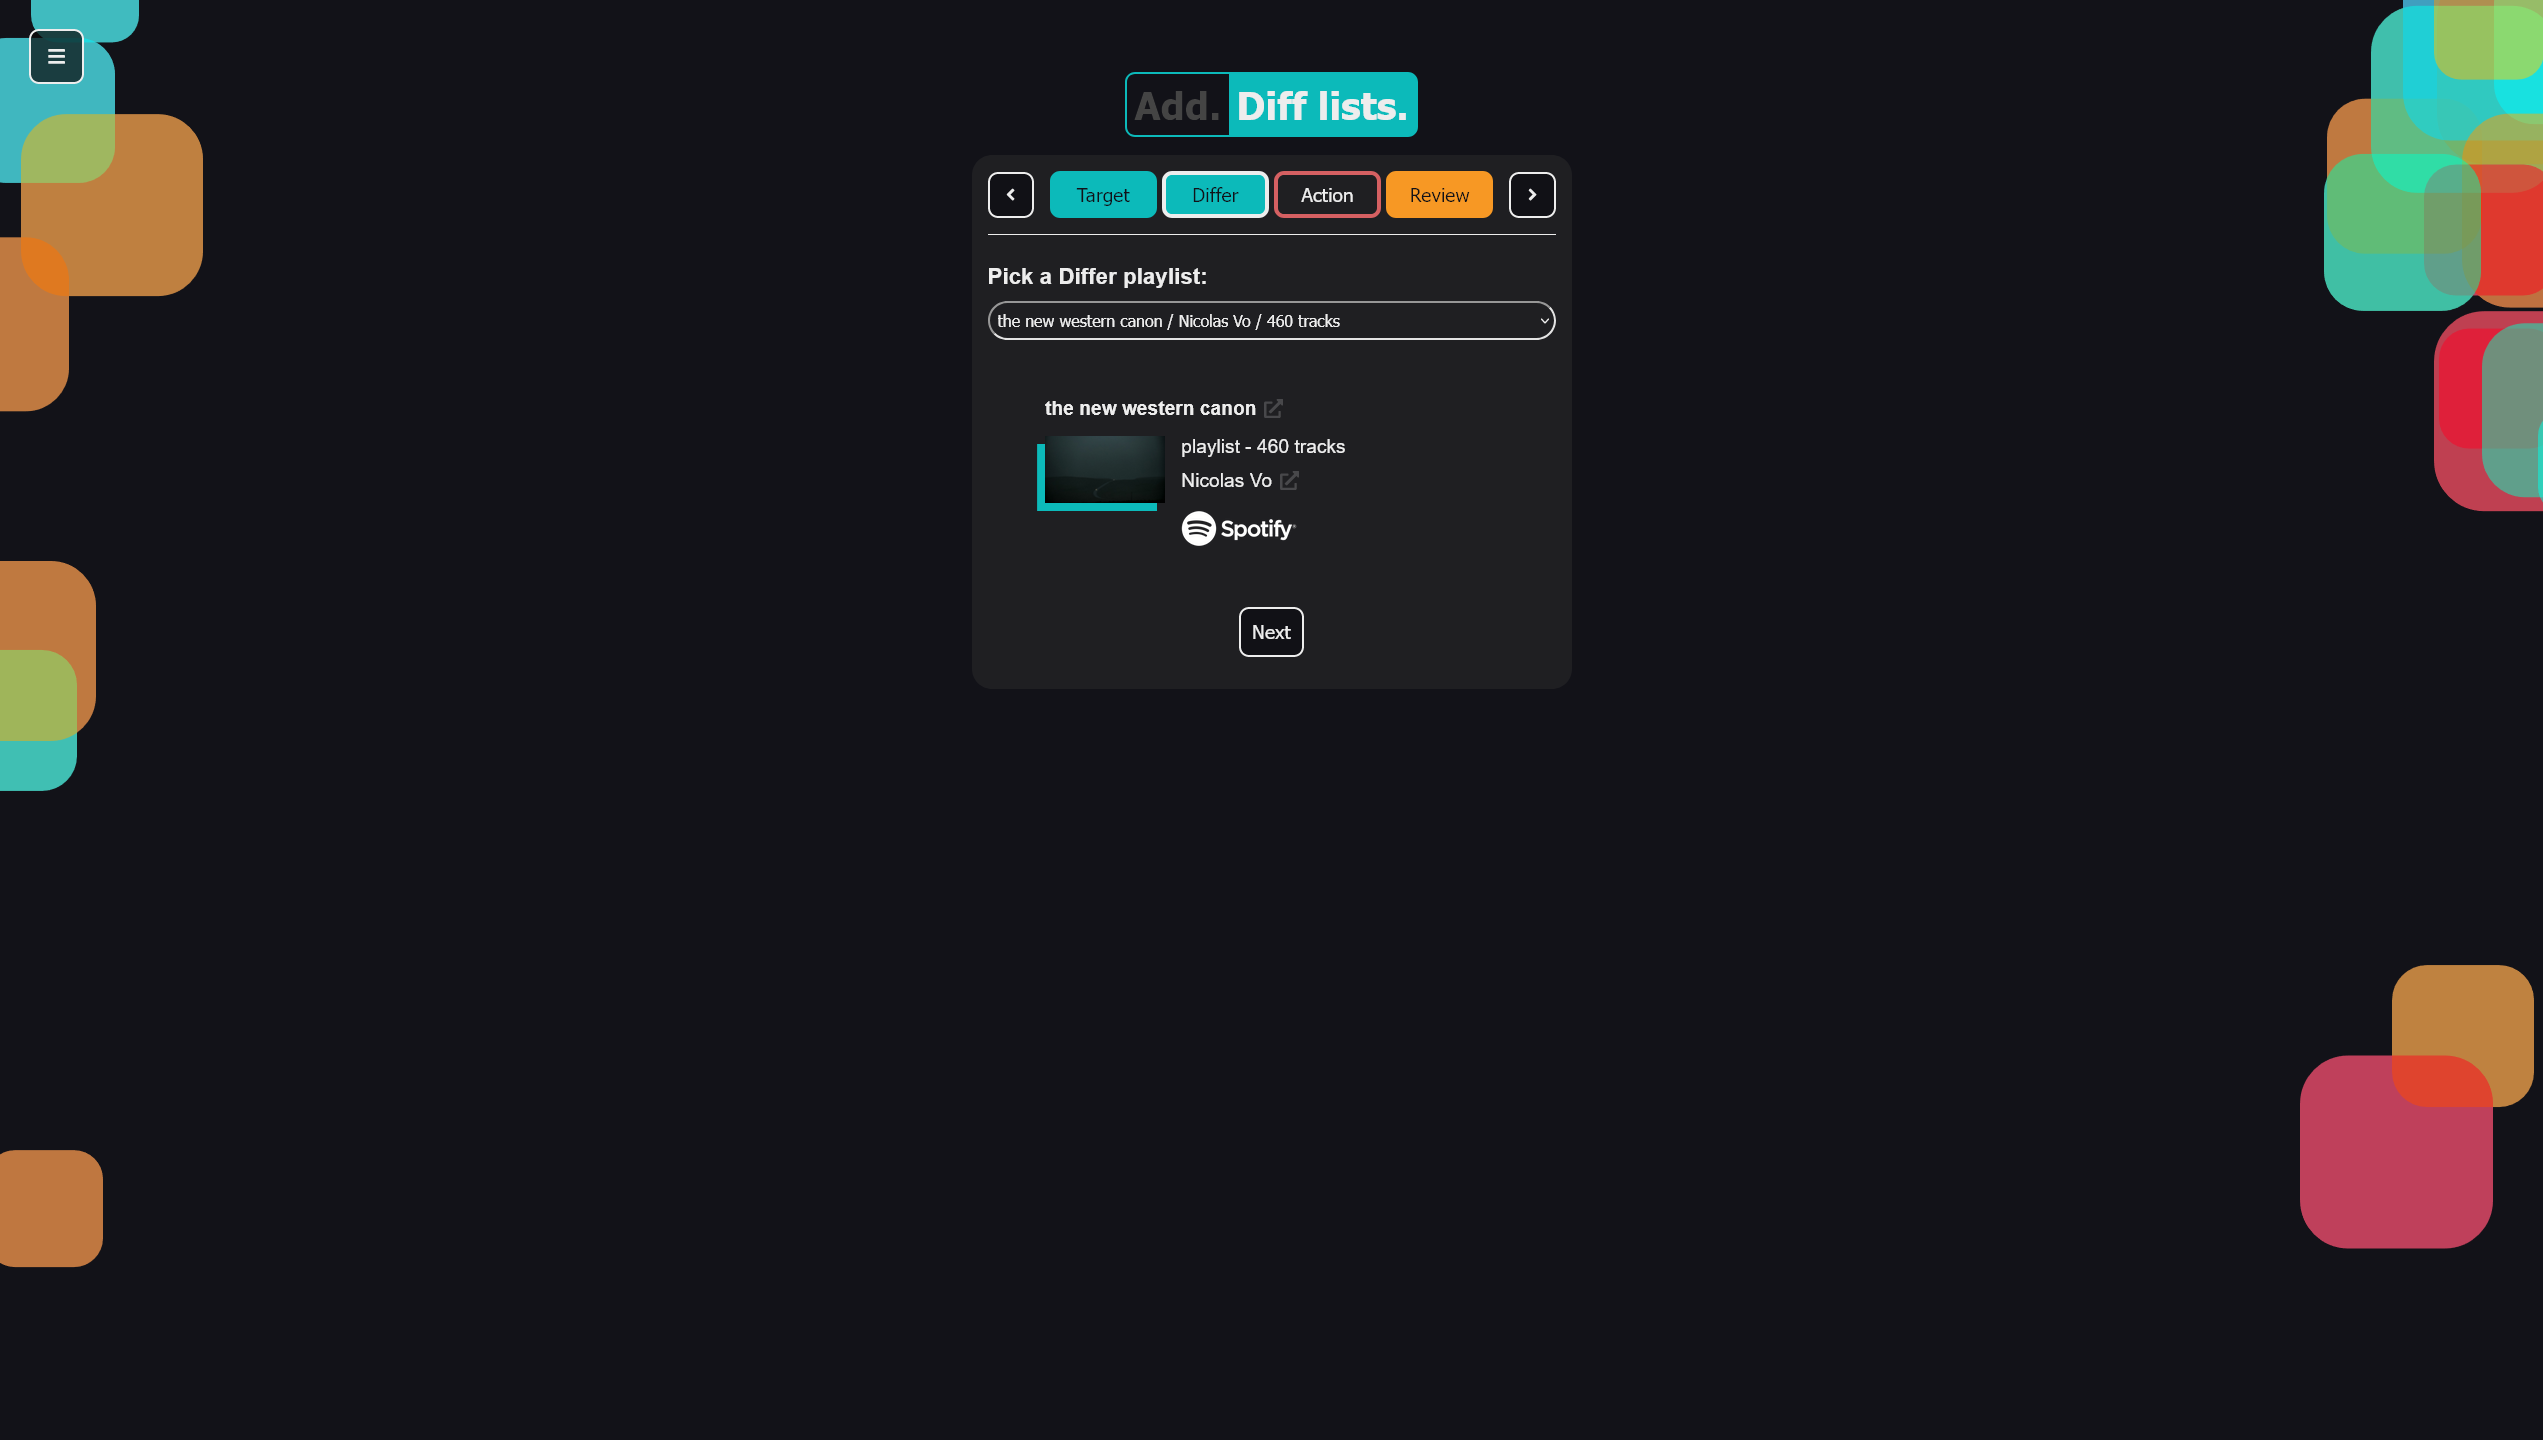 Add. Diff lists.
Target Differ Action Review
Pick a Differ playlist:
the new western canon / Nicolas Vo / 460 tracks
the new western canon
playlist - 460 tracks
Nicolas Vo
Spotify
Next